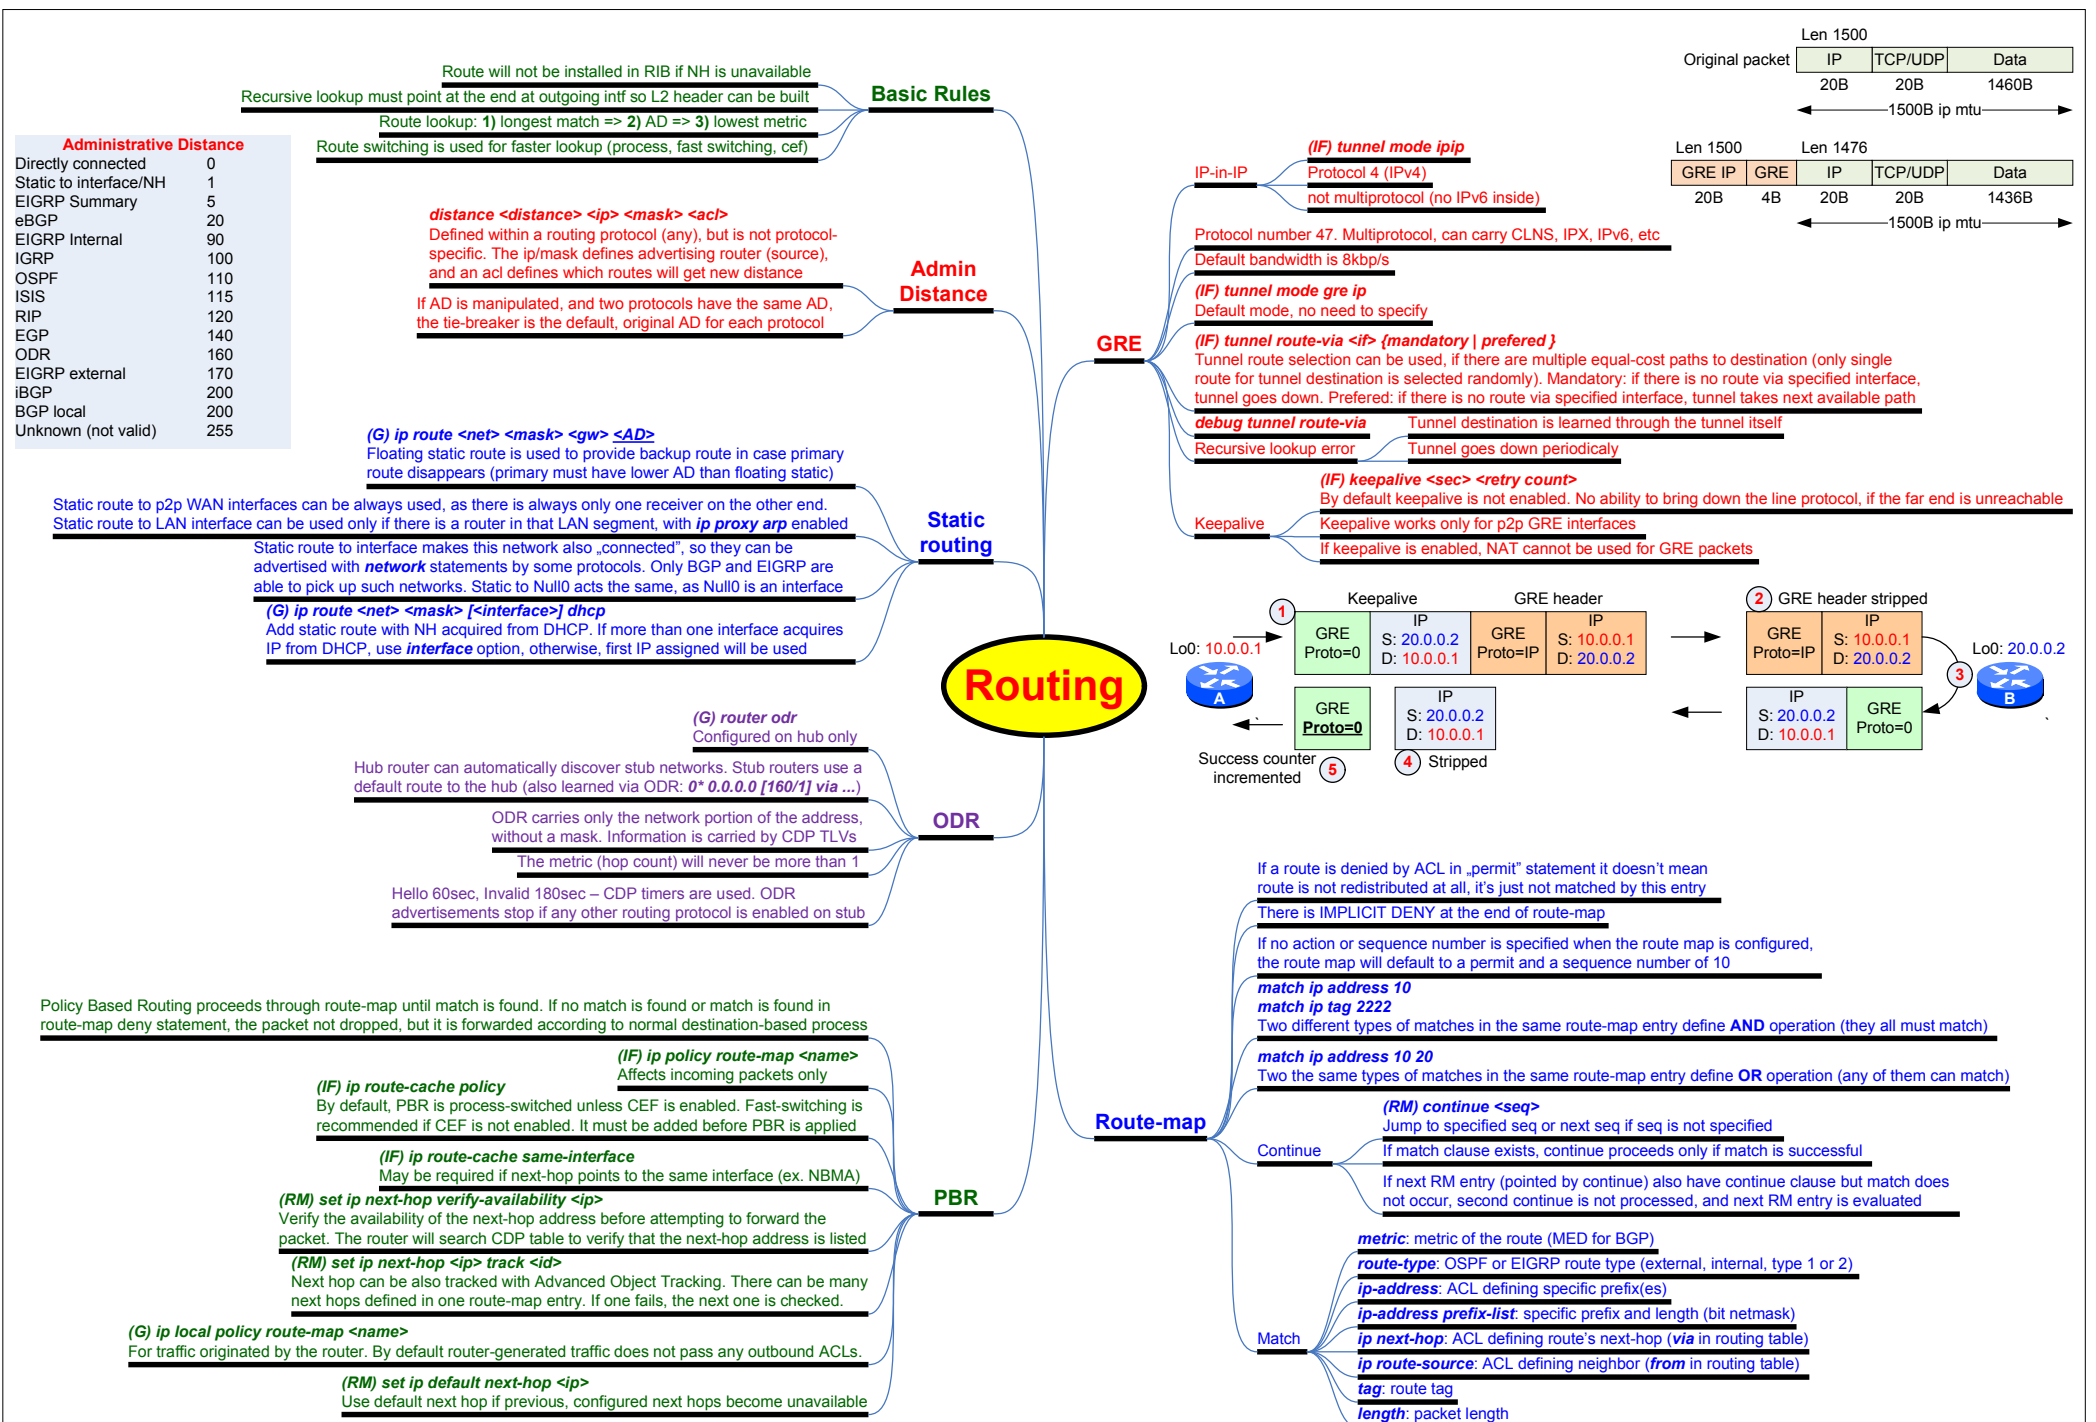 Route will not be installed in RIB if NH is unavailable
Recursive lookup must point at the end at outgoing intf so L2 header can be built
Route lookup: 1) longest match => 2) AD => 3) lowest metric
Route switching is used for faster lookup (process, fast switching, cef)
Basic Rules
Administrative Distance
Directly connected 0
Static to interface/NH 1
EIGRP Summary 5
eBGP 20
EIGRP Internal 90
IGRP 100
OSPF 110
ISIS 115
RIP 120
EGP 140
ODR 160
EIGRP external 170
iBGP 200
BGP local 200
Unknown (not valid) 255
distance <distance> <ip> <mask> <acl>
Defined within a routing protocol (any), but is not protocol-
specific. The ip/mask defines advertising router (source),
and an acl defines which routes will get new distance
If AD is manipulated, and two protocols have the same AD,
the tie-breaker is the default, original AD for each protocol
Admin
Distance
(G) ip route <net> <mask> <gw> <AD>
Floating static route is used to provide backup route in case primary
route disappears (primary must have lower AD than floating static)
Static route to p2p WAN interfaces can be always used, as there is always only one receiver on the other end.
Static route to LAN interface can be used only if there is a router in that LAN segment, with ip proxy arp enabled
Static route to interface makes this network also „connected”, so they can be
advertised with network statements by some protocols. Only BGP and EIGRP are
able to pick up such networks. Static to Null0 acts the same, as Null0 is an interface
(G) ip route <net> <mask> [<interface>] dhcp
Add static route with NH acquired from DHCP. If more than one interface acquires
IP from DHCP, use interface option, otherwise, first IP assigned will be used
Static
routing
Routing
(G) router odr
Configured on hub only
Hub router can automatically discover stub networks. Stub routers use a
default route to the hub (also learned via ODR: 0* 0.0.0.0 [160/1] via ...)
ODR carries only the network portion of the address,
without a mask. Information is carried by CDP TLVs
The metric (hop count) will never be more than 1
Hello 60sec, Invalid 180sec – CDP timers are used. ODR
advertisements stop if any other routing protocol is enabled on stub
ODR
Policy Based Routing proceeds through route-map until match is found. If no match is found or match is found in
route-map deny statement, the packet not dropped, but it is forwarded according to normal destination-based process
(IF) ip policy route-map <name>
Affects incoming packets only
(IF) ip route-cache policy
By default, PBR is process-switched unless CEF is enabled. Fast-switching is
recommended if CEF is not enabled. It must be added before PBR is applied
(IF) ip route-cache same-interface
May be required if next-hop points to the same interface (ex. NBMA)
(RM) set ip next-hop verify-availability <ip>
Verify the availability of the next-hop address before attempting to forward the
packet. The router will search CDP table to verify that the next-hop address is listed
(RM) set ip next-hop <ip> track <id>
Next hop can be also tracked with Advanced Object Tracking. There can be many
next hops defined in one route-map entry. If one fails, the next one is checked.
(G) ip local policy route-map <name>
For traffic originated by the router. By default router-generated traffic does not pass any outbound ACLs.
(RM) set ip default next-hop <ip>
Use default next hop if previous, configured next hops become unavailable
PBR
Len 1500
Original packet IP TCP/UDP Data
20B 20B 1460B
1500B ip mtu
Len 1500 Len 1476
GRE IP GRE IP TCP/UDP Data
20B 4B 20B 20B 1436B
1500B ip mtu
GRE
IP-in-IP
(IF) tunnel mode ipip
Protocol 4 (IPv4)
not multiprotocol (no IPv6 inside)
Protocol number 47. Multiprotocol, can carry CLNS, IPX, IPv6, etc
Default bandwidth is 8kbp/s
(IF) tunnel mode gre ip
Default mode, no need to specify
(IF) tunnel route-via <if> {mandatory | prefered }
Tunnel route selection can be used, if there are multiple equal-cost paths to destination (only single
route for tunnel destination is selected randomly). Mandatory: if there is no route via specified interface,
tunnel goes down. Prefered: if there is no route via specified interface, tunnel takes next available path
debug tunnel route-via
Recursive lookup error
Tunnel destination is learned through the tunnel itself
Tunnel goes down periodicaly
Keepalive
(IF) keepalive <sec> <retry count>
By default keepalive is not enabled. No ability to bring down the line protocol, if the far end is unreachable
Keepalive works only for p2p GRE interfaces
If keepalive is enabled, NAT cannot be used for GRE packets
1 Keepalive GRE header
Lo0: 10.0.0.1
A
GRE
Proto=0
IP
S: 20.0.0.2
D: 10.0.0.1
GRE
Proto=IP
IP
S: 10.0.0.1
D: 20.0.0.2
2 GRE header stripped
GRE
Proto=IP
IP
S: 10.0.0.1
D: 20.0.0.2
3
Lo0: 20.0.0.2
B
IP
S: 20.0.0.2
D: 10.0.0.1
GRE
Proto=0
IP
S: 20.0.0.2
D: 10.0.0.1
4 Stripped
GRE
Proto=0
Success counter
incremented 5
Route-map
If a route is denied by ACL in „permit” statement it doesn’t mean
route is not redistributed at all, it’s just not matched by this entry
There is IMPLICIT DENY at the end of route-map
If no action or sequence number is specified when the route map is configured,
the route map will default to a permit and a sequence number of 10
match ip address 10
match ip tag 2222
Two different types of matches in the same route-map entry define AND operation (they all must match)
match ip address 10 20
Two the same types of matches in the same route-map entry define OR operation (any of them can match)
Continue
(RM) continue <seq>
Jump to specified seq or next seq if seq is not specified
If match clause exists, continue proceeds only if match is successful
If next RM entry (pointed by continue) also have continue clause but match does
not occur, second continue is not processed, and next RM entry is evaluated
Match
metric: metric of the route (MED for BGP)
route-type: OSPF or EIGRP route type (external, internal, type 1 or 2)
ip-address: ACL defining specific prefix(es)
ip-address prefix-list: specific prefix and length (bit netmask)
ip next-hop: ACL defining route’s next-hop (via in routing table)
ip route-source: ACL defining neighbor (from in routing table)
tag: route tag
length: packet length